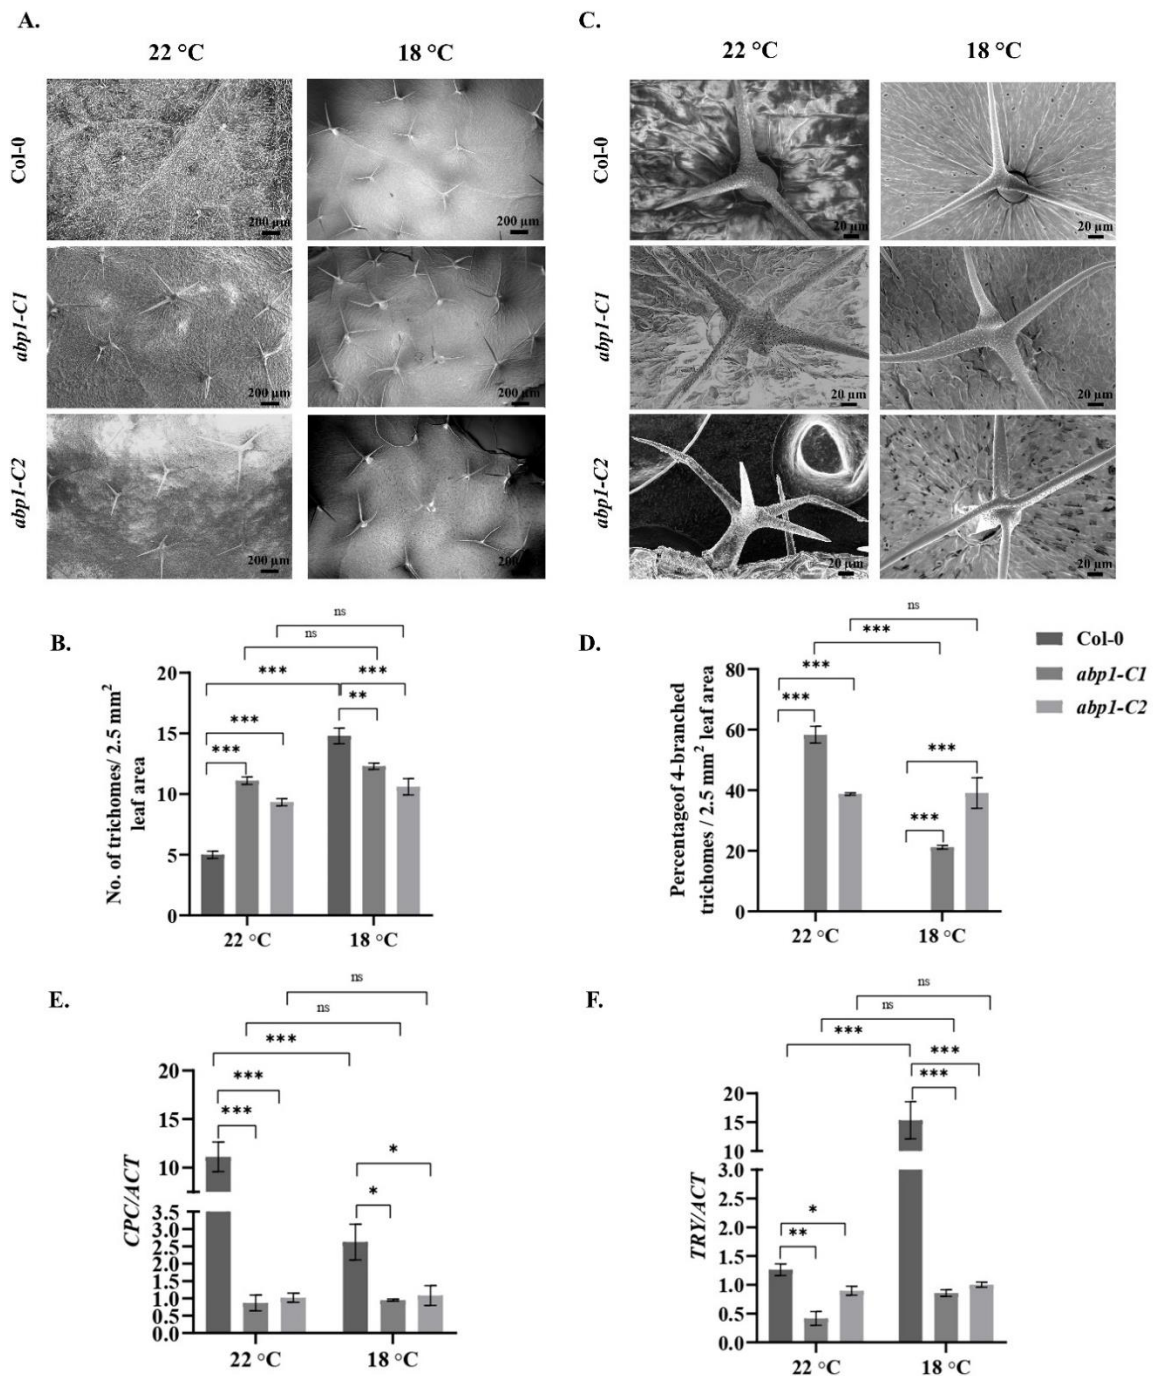 A.
22 °C
18 °C
Col-0
200 µm
200 µm
abp1-C1
200 µm
200 µm
abp1-C2
200 µm
200 µm
C.
22 °C
18 °C
Col-0
20 µm
20 µm
abp1-C1
20 µm
20 µm
abp1-C2
20 µm
20 µm
B.
ns
ns
***
***
**
***
***
No. of trichomes/ 2.5 mm²
leaf area
20
15
10
5
0
22 °C
18 °C
D.
ns
***
***
***
***
***
Percentageof 4-branched
trichomes / 2.5 mm² leaf area
80
60
40
20
0
22 °C
18 °C
Col-0
abp1-C1
abp1-C2
E.
ns
ns
***
***
***
*
*
CPC/ACT
20
15
10
3.5
3.0
2.5
2.0
1.5
1.0
0.5
0.0
22 °C
18 °C
F.
ns
ns
***
***
***
*
**
TRY/ACT
20
15
10
3.0
2.5
2.0
1.5
1.0
0.5
0.0
22 °C
18 °C